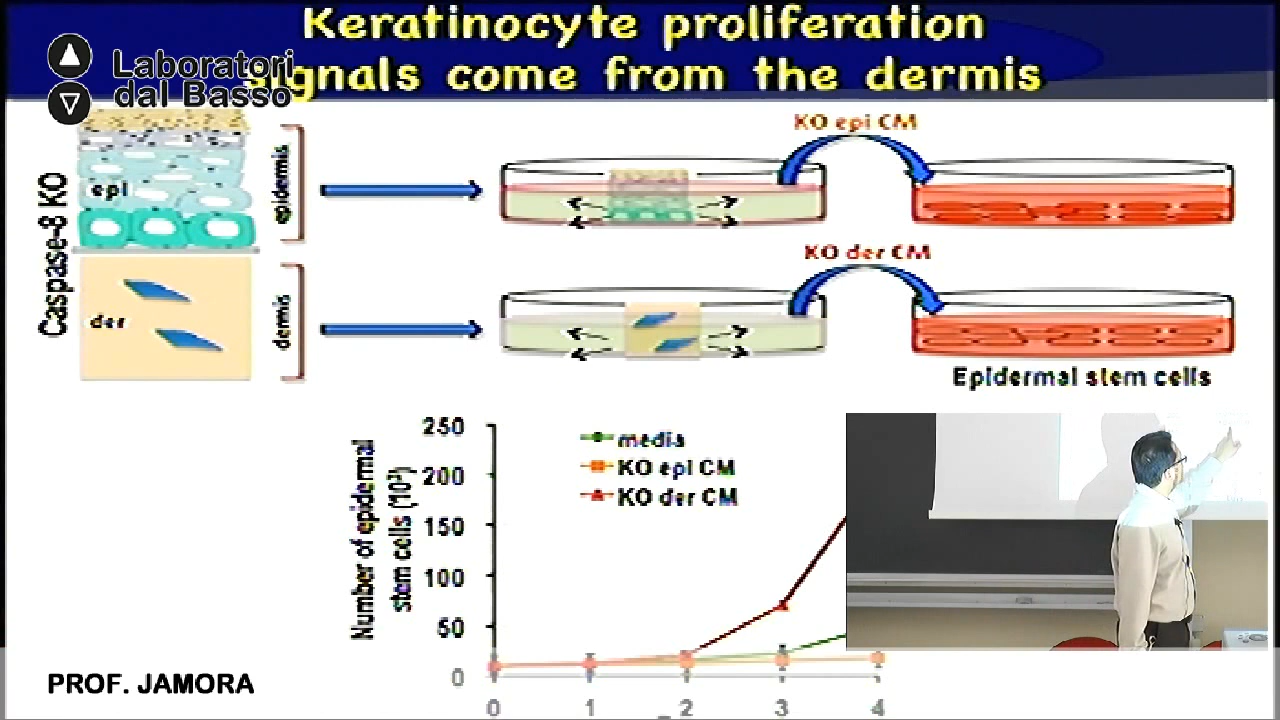 Keratinocyte proliferation
gnals come from the dermis
Laboratori
dal Basso
KO epi CM
Caspase-8 KO
epi
epidermis
KO der CM
der
dermis
Epidermal stem cells
Number of epidermal
stem cells (10³)
250
200
150
100
50
0
media
KO epi CM
KO der CM
0 1 2 3 4
PROF. JAMORA